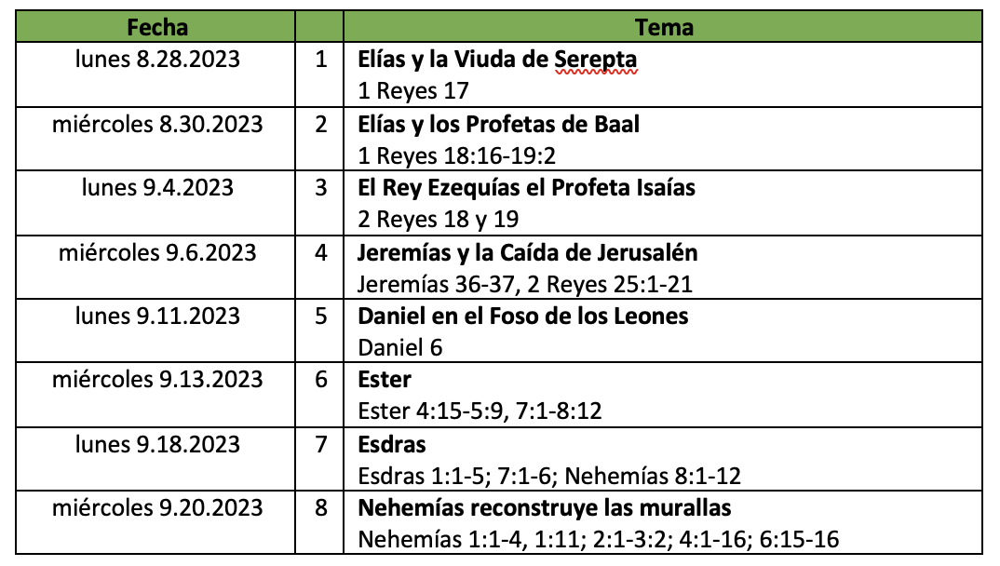 Fecha Tema
lunes 8.28.2023 1 Elías y la Viuda de Serepta
1 Reyes 17
miércoles 8.30.2023 2 Elías y los Profetas de Baal
1 Reyes 18:16-19:2
lunes 9.4.2023 3 El Rey Ezequías el Profeta Isaías
2 Reyes 18 y 19
miércoles 9.6.2023 4 Jeremías y la Caída de Jerusalén
Jeremías 36-37, 2 Reyes 25:1-21
lunes 9.11.2023 5 Daniel en el Foso de los Leones
Daniel 6
miércoles 9.13.2023 6 Ester
Ester 4:15-5:9, 7:1-8:12
lunes 9.18.2023 7 Esdras
Esdras 1:1-5; 7:1-6; Nehemías 8:1-12
miércoles 9.20.2023 8 Nehemías reconstruye las murallas
Nehemías 1:1-4, 1:11; 2:1-3:2; 4:1-16; 6:15-16